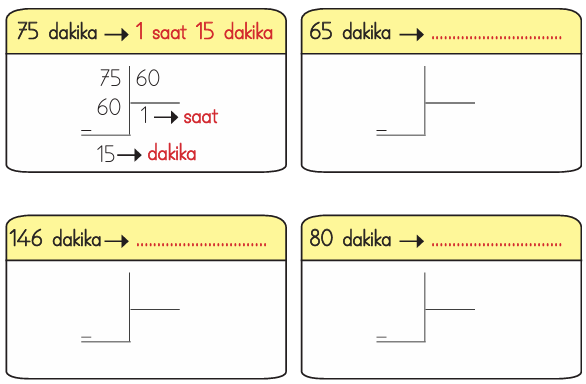 75 dakika → 1 saat 15 dakika
75 60
60
1 → saat
–
15 → dakika
65 dakika → ..............................
–
146 dakika → ..............................
–
80 dakika → ..............................
–